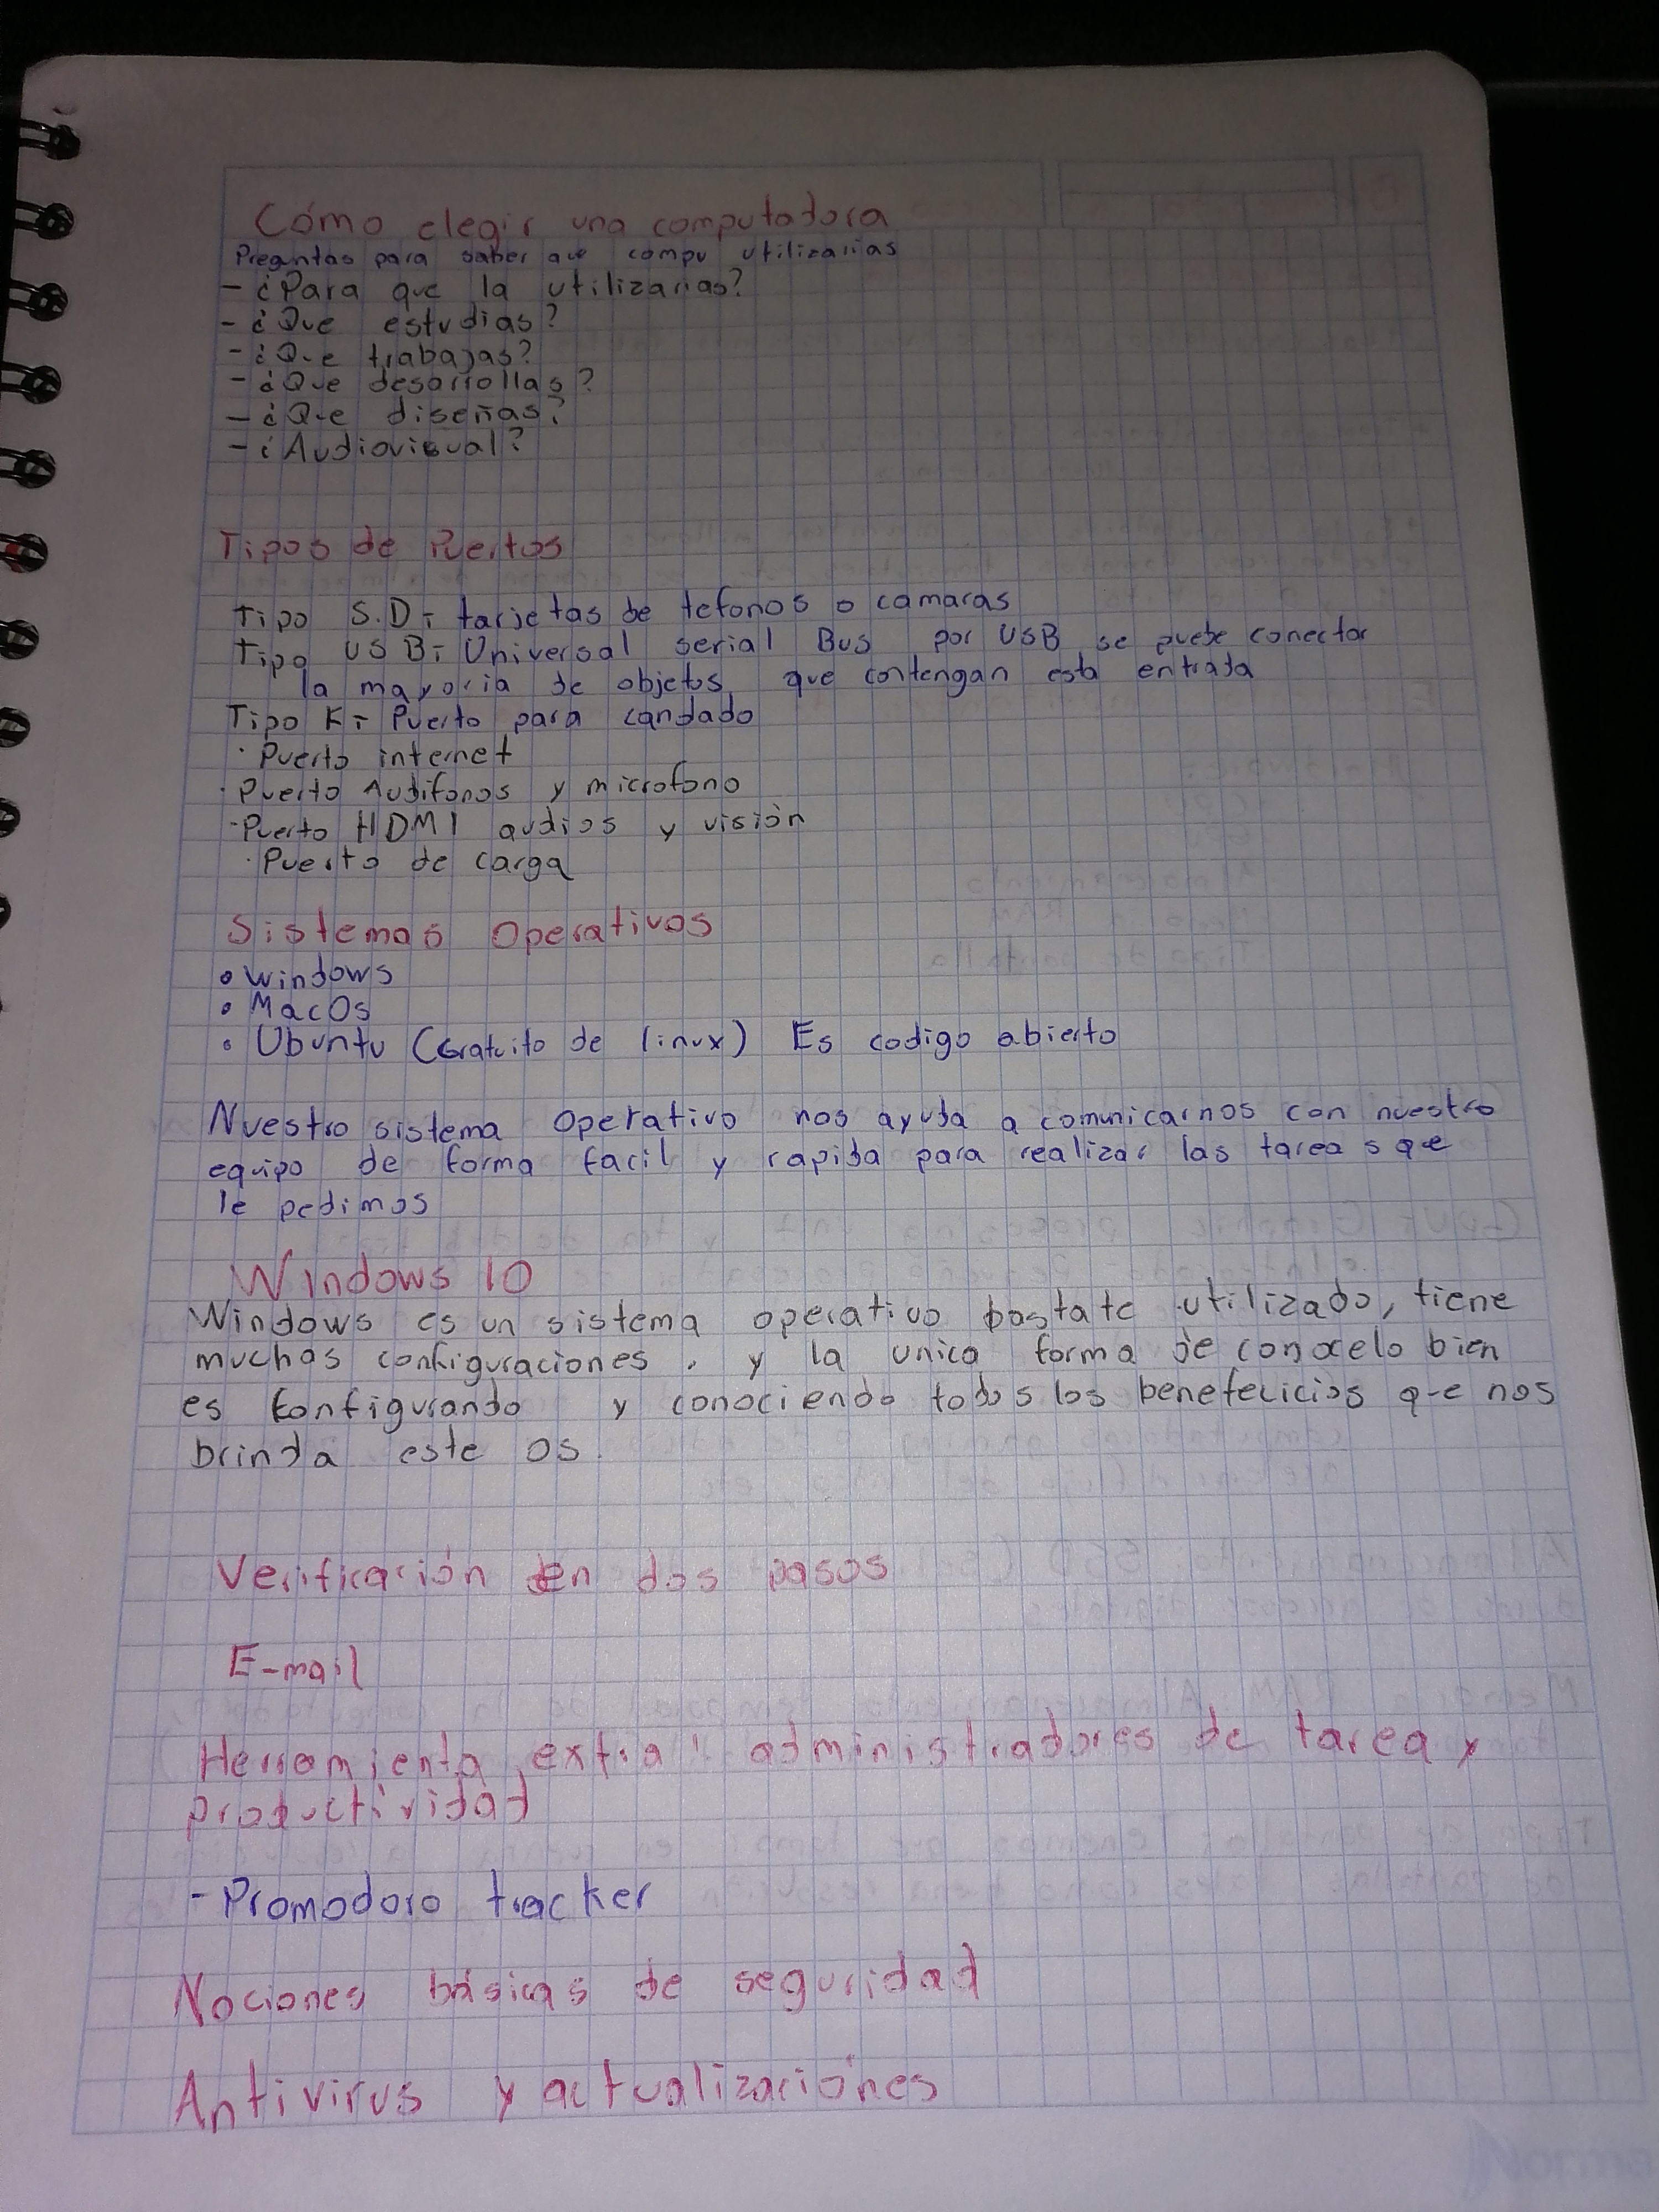 Cómo elegir una computadora
Preguntas para saber que compu utilizarias
- ¿Para que la utilizarias?
- ¿Que estudias?
- ¿Que trabajas?
- ¿Que desarrollas?
- ¿Que diseñas?
- ¿Audiovisual?
Tipos de Puertos
Tipo S.D: tarjetas de tefonos o camaras
Tipo USB: Universal serial Bus por USB se puede conector
la mayoria de objetos que contengan esta entrada
Tipo K: Puerto para candado
· Puerto internet
· Puerto Audifonos y microfono
· Puerto HDMI audios y visión
· Puerto de carga
Sistemas Operativos
• Windows
• MacOs
• Ubuntu (Gratuito de linux) Es codigo abierto
Nuestro sistema operativo nos ayuda a comunicarnos con nuestro
equipo de forma facil y rapida para realizar las tareas que
le pedimos
Windows 10
Windows es un sistema operativo bastate utilizado, tiene
muchas configuraciones, y la unica forma de conocelo bien
es configurando y conociendo todos los benefelicios que nos
brinda este os.
Verificación en dos pasos
E-mail
Herramienta extra: administradores de tarea y
productividad
- Promodoro tracker
Nociones básicas de seguridad
Antivirus y actualizaciónes
Norma